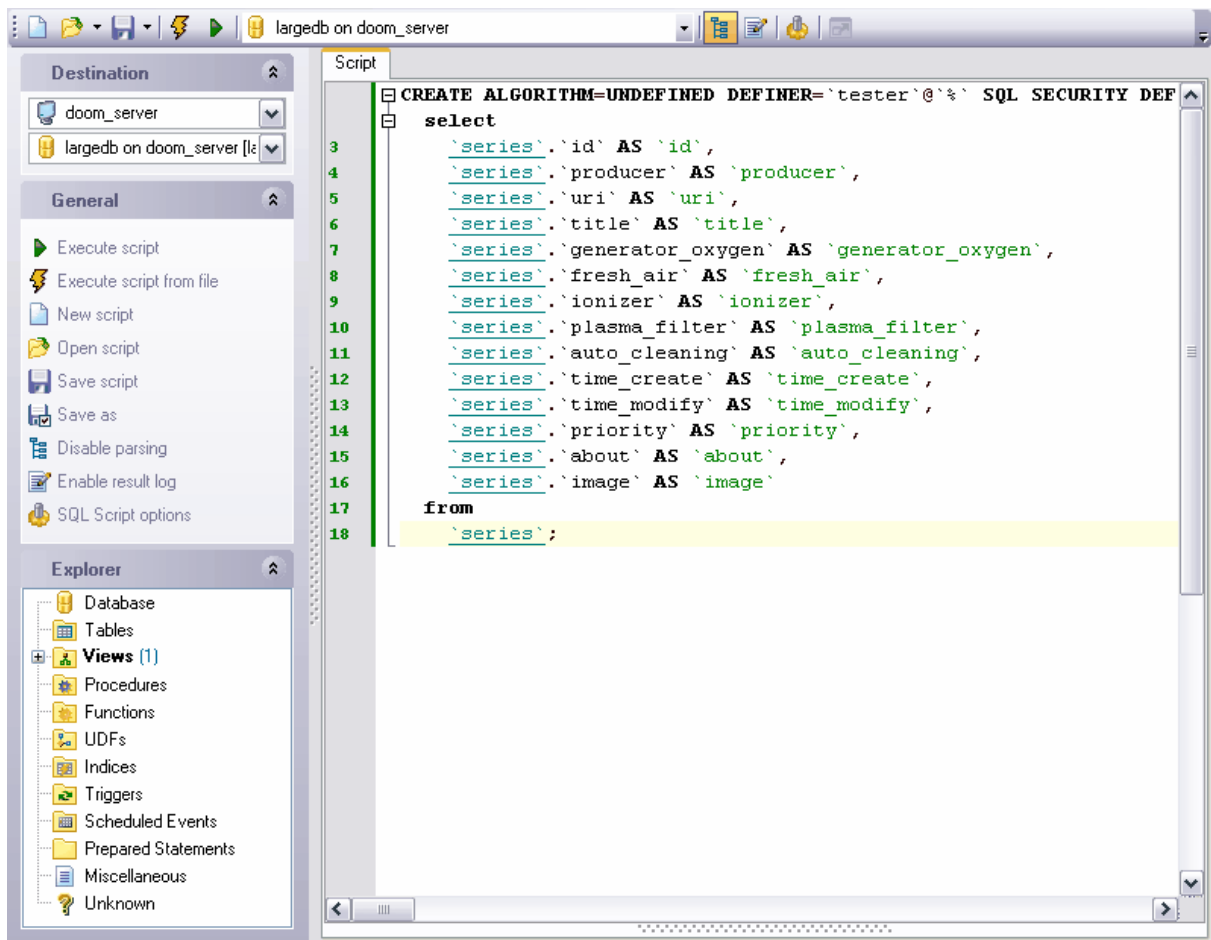 largedb on doom_server
Destination
doom_server
largedb on doom_server [la
General
Execute script
Execute script from file
New script
Open script
Save script
Save as
Disable parsing
Enable result log
SQL Script options
Explorer
Database
Tables
Views (1)
Procedures
Functions
UDFs
Indices
Triggers
Scheduled Events
Prepared Statements
Miscellaneous
Unknown
Script
CREATE ALGORITHM=UNDEFINED DEFINER=`tester`@`%` SQL SECURITY DEF
select
3 `series`.`id` AS `id`,
4 `series`.`producer` AS `producer`,
5 `series`.`uri` AS `uri`,
6 `series`.`title` AS `title`,
7 `series`.`generator_oxygen` AS `generator_oxygen`,
8 `series`.`fresh_air` AS `fresh_air`,
9 `series`.`ionizer` AS `ionizer`,
10 `series`.`plasma_filter` AS `plasma_filter`,
11 `series`.`auto_cleaning` AS `auto_cleaning`,
12 `series`.`time_create` AS `time_create`,
13 `series`.`time_modify` AS `time_modify`,
14 `series`.`priority` AS `priority`,
15 `series`.`about` AS `about`,
16 `series`.`image` AS `image`
17 from
18 `series`;